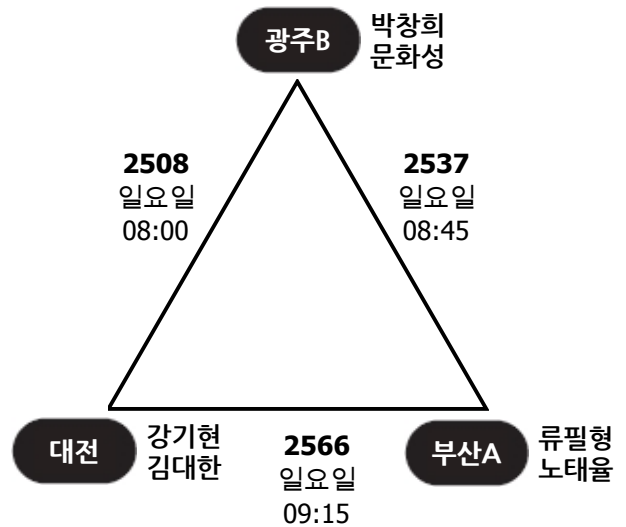 광주B
박창희
문화성
2508
일요일
08:00
2537
일요일
08:45
대전
강기현
김대한
2566
일요일
09:15
부산A
류필형
노태율